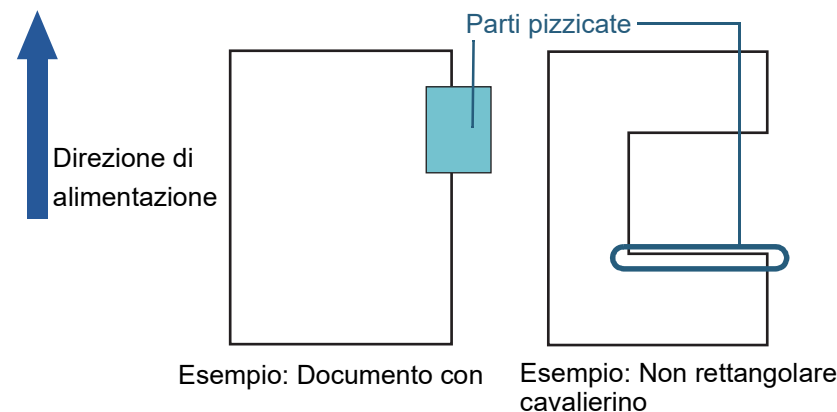 Parti pizzicate
Direzione di
alimentazione
Esempio: Documento con
Esempio: Non rettangolare
cavalierino